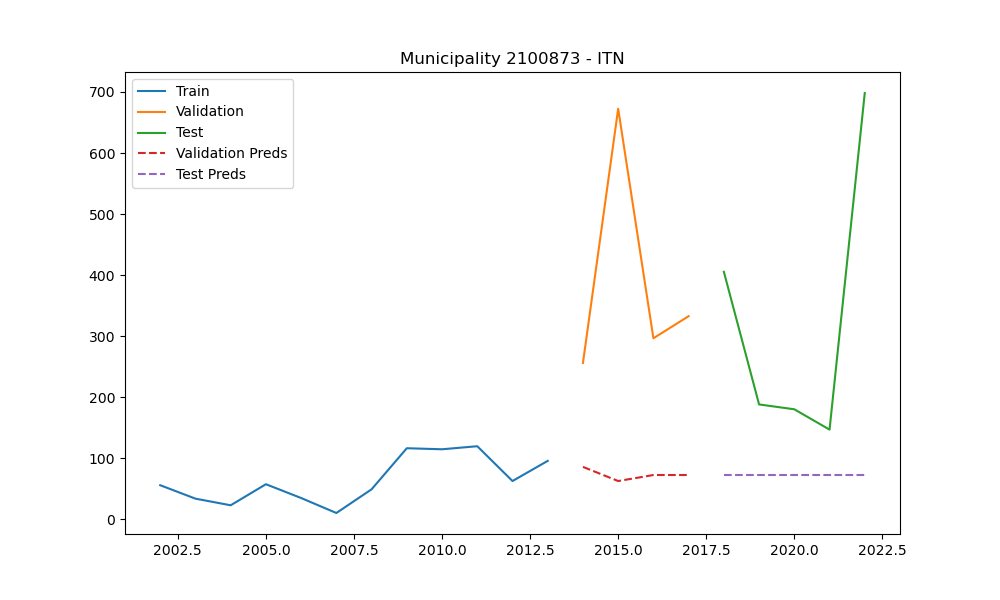 Municipality 2100873 - ITN
Train
Validation
Test
Validation Preds
Test Preds
700
600
500
400
300
200
100
0
2002.5 2005.0 2007.5 2010.0 2012.5 2015.0 2017.5 2020.0 2022.5